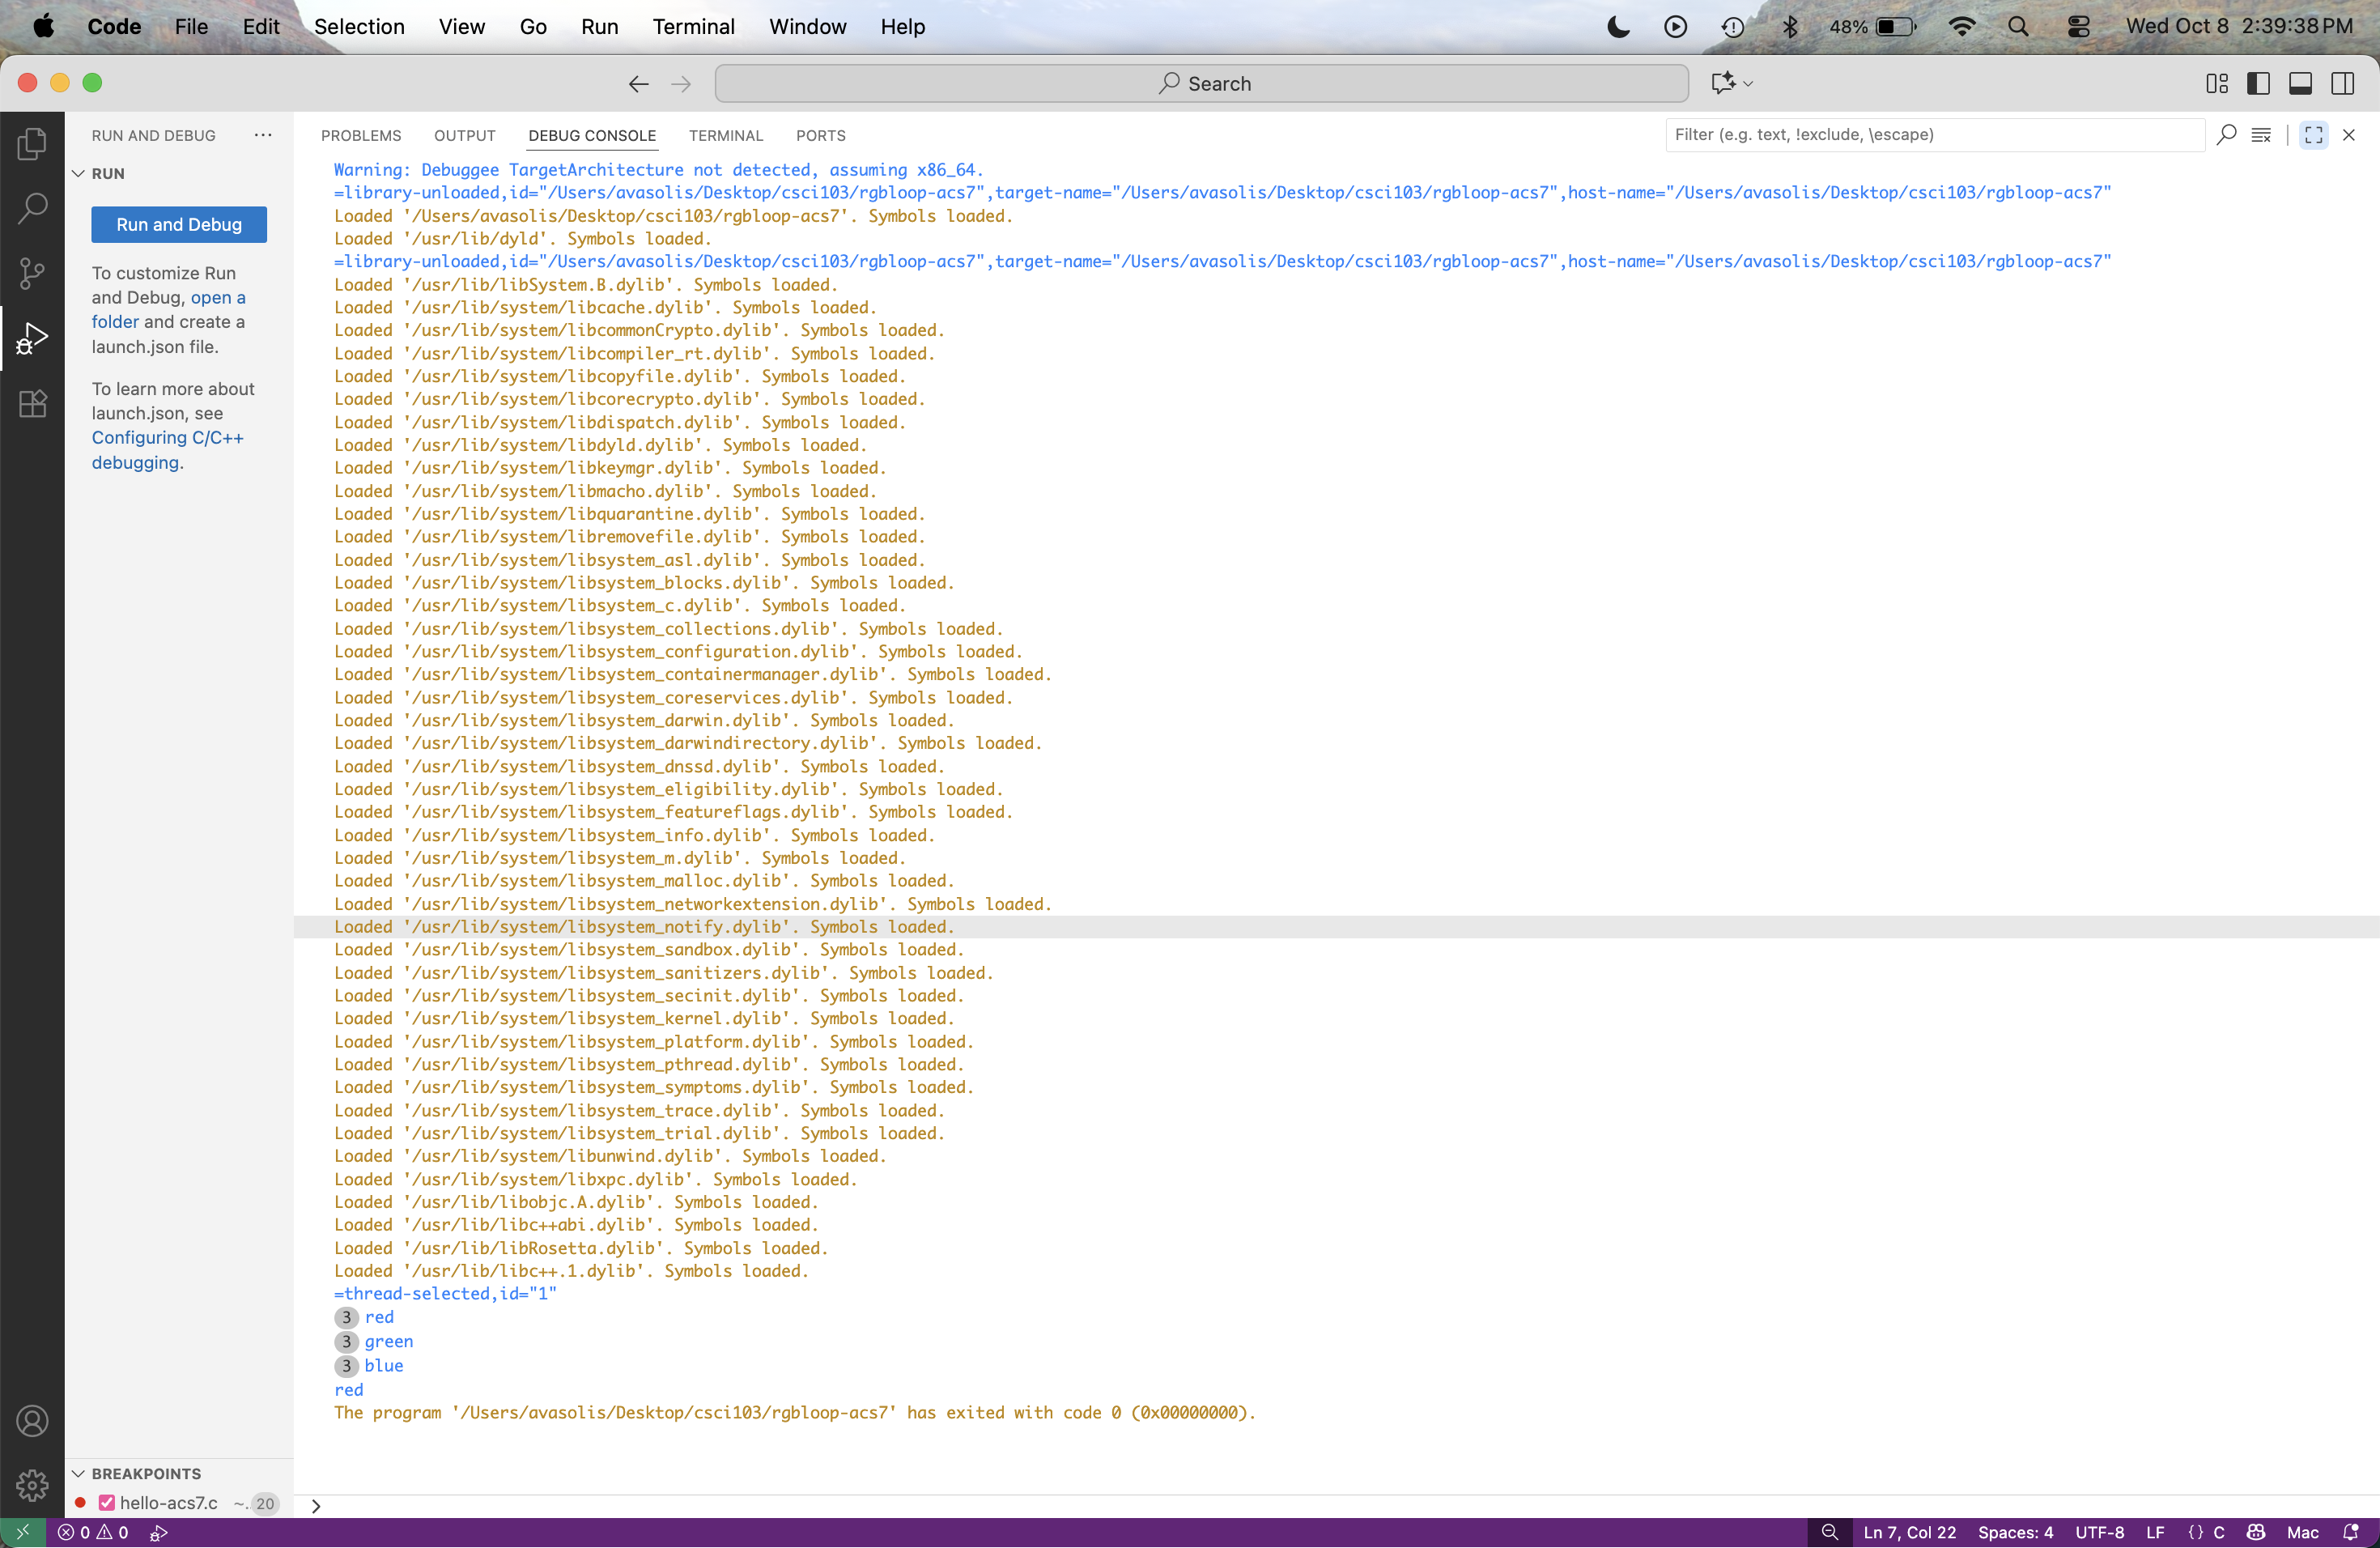 Code File Edit Selection View Go Run Terminal Window Help 48% Wed Oct 8 2:39:38 PM
Search
RUN AND DEBUG ···
RUN
Run and Debug
To customize Run
and Debug, open a
folder and create a
launch.json file.
To learn more about
launch.json, see
Configuring C/C++
debugging.
PROBLEMS OUTPUT DEBUG CONSOLE TERMINAL PORTS Filter (e.g. text, !exclude, \escape)
Warning: Debuggee TargetArchitecture not detected, assuming x86_64.
=library-unloaded,id="/Users/avasolis/Desktop/csci103/rgbloop-acs7",target-name="/Users/avasolis/Desktop/csci103/rgbloop-acs7",host-name="/Users/avasolis/Desktop/csci103/rgbloop-acs7"
Loaded '/Users/avasolis/Desktop/csci103/rgbloop-acs7'. Symbols loaded.
Loaded '/usr/lib/dyld'. Symbols loaded.
=library-unloaded,id="/Users/avasolis/Desktop/csci103/rgbloop-acs7",target-name="/Users/avasolis/Desktop/csci103/rgbloop-acs7",host-name="/Users/avasolis/Desktop/csci103/rgbloop-acs7"
Loaded '/usr/lib/libSystem.B.dylib'. Symbols loaded.
Loaded '/usr/lib/system/libcache.dylib'. Symbols loaded.
Loaded '/usr/lib/system/libcommonCrypto.dylib'. Symbols loaded.
Loaded '/usr/lib/system/libcompiler_rt.dylib'. Symbols loaded.
Loaded '/usr/lib/system/libcopyfile.dylib'. Symbols loaded.
Loaded '/usr/lib/system/libcorecrypto.dylib'. Symbols loaded.
Loaded '/usr/lib/system/libdispatch.dylib'. Symbols loaded.
Loaded '/usr/lib/system/libdyld.dylib'. Symbols loaded.
Loaded '/usr/lib/system/libkeymgr.dylib'. Symbols loaded.
Loaded '/usr/lib/system/libmacho.dylib'. Symbols loaded.
Loaded '/usr/lib/system/libquarantine.dylib'. Symbols loaded.
Loaded '/usr/lib/system/libremovefile.dylib'. Symbols loaded.
Loaded '/usr/lib/system/libsystem_asl.dylib'. Symbols loaded.
Loaded '/usr/lib/system/libsystem_blocks.dylib'. Symbols loaded.
Loaded '/usr/lib/system/libsystem_c.dylib'. Symbols loaded.
Loaded '/usr/lib/system/libsystem_collections.dylib'. Symbols loaded.
Loaded '/usr/lib/system/libsystem_configuration.dylib'. Symbols loaded.
Loaded '/usr/lib/system/libsystem_containermanager.dylib'. Symbols loaded.
Loaded '/usr/lib/system/libsystem_coreservices.dylib'. Symbols loaded.
Loaded '/usr/lib/system/libsystem_darwin.dylib'. Symbols loaded.
Loaded '/usr/lib/system/libsystem_darwindirectory.dylib'. Symbols loaded.
Loaded '/usr/lib/system/libsystem_dnssd.dylib'. Symbols loaded.
Loaded '/usr/lib/system/libsystem_eligibility.dylib'. Symbols loaded.
Loaded '/usr/lib/system/libsystem_featureflags.dylib'. Symbols loaded.
Loaded '/usr/lib/system/libsystem_info.dylib'. Symbols loaded.
Loaded '/usr/lib/system/libsystem_m.dylib'. Symbols loaded.
Loaded '/usr/lib/system/libsystem_malloc.dylib'. Symbols loaded.
Loaded '/usr/lib/system/libsystem_networkextension.dylib'. Symbols loaded.
Loaded '/usr/lib/system/libsystem_notify.dylib'. Symbols loaded.
Loaded '/usr/lib/system/libsystem_sandbox.dylib'. Symbols loaded.
Loaded '/usr/lib/system/libsystem_sanitizers.dylib'. Symbols loaded.
Loaded '/usr/lib/system/libsystem_secinit.dylib'. Symbols loaded.
Loaded '/usr/lib/system/libsystem_kernel.dylib'. Symbols loaded.
Loaded '/usr/lib/system/libsystem_platform.dylib'. Symbols loaded.
Loaded '/usr/lib/system/libsystem_pthread.dylib'. Symbols loaded.
Loaded '/usr/lib/system/libsystem_symptoms.dylib'. Symbols loaded.
Loaded '/usr/lib/system/libsystem_trace.dylib'. Symbols loaded.
Loaded '/usr/lib/system/libsystem_trial.dylib'. Symbols loaded.
Loaded '/usr/lib/system/libunwind.dylib'. Symbols loaded.
Loaded '/usr/lib/system/libxpc.dylib'. Symbols loaded.
Loaded '/usr/lib/libobjc.A.dylib'. Symbols loaded.
Loaded '/usr/lib/libc++abi.dylib'. Symbols loaded.
Loaded '/usr/lib/libRosetta.dylib'. Symbols loaded.
Loaded '/usr/lib/libc++.1.dylib'. Symbols loaded.
=thread-selected,id="1"
3 red
3 green
3 blue
red
The program '/Users/avasolis/Desktop/csci103/rgbloop-acs7' has exited with code 0 (0x00000000).
BREAKPOINTS
hello-acs7.c ~.. 20
0 0 Ln 7, Col 22 Spaces: 4 UTF-8 LF {} C Mac